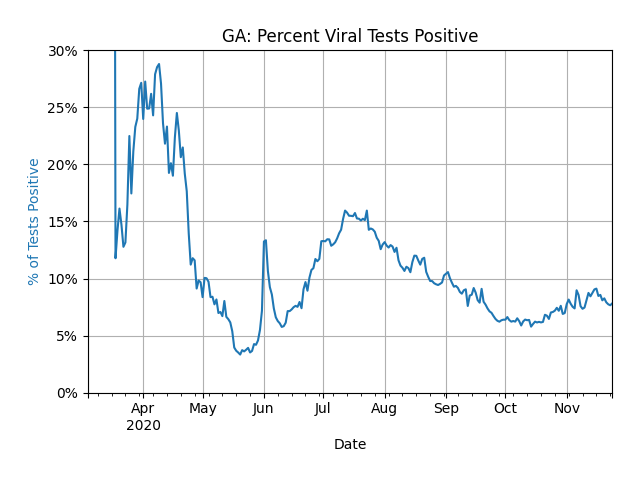 GA: Percent Viral Tests Positive
% of Tests Positive
30%
25%
20%
15%
10%
5%
0%
Apr May Jun Jul Aug Sep Oct Nov
2020
Date